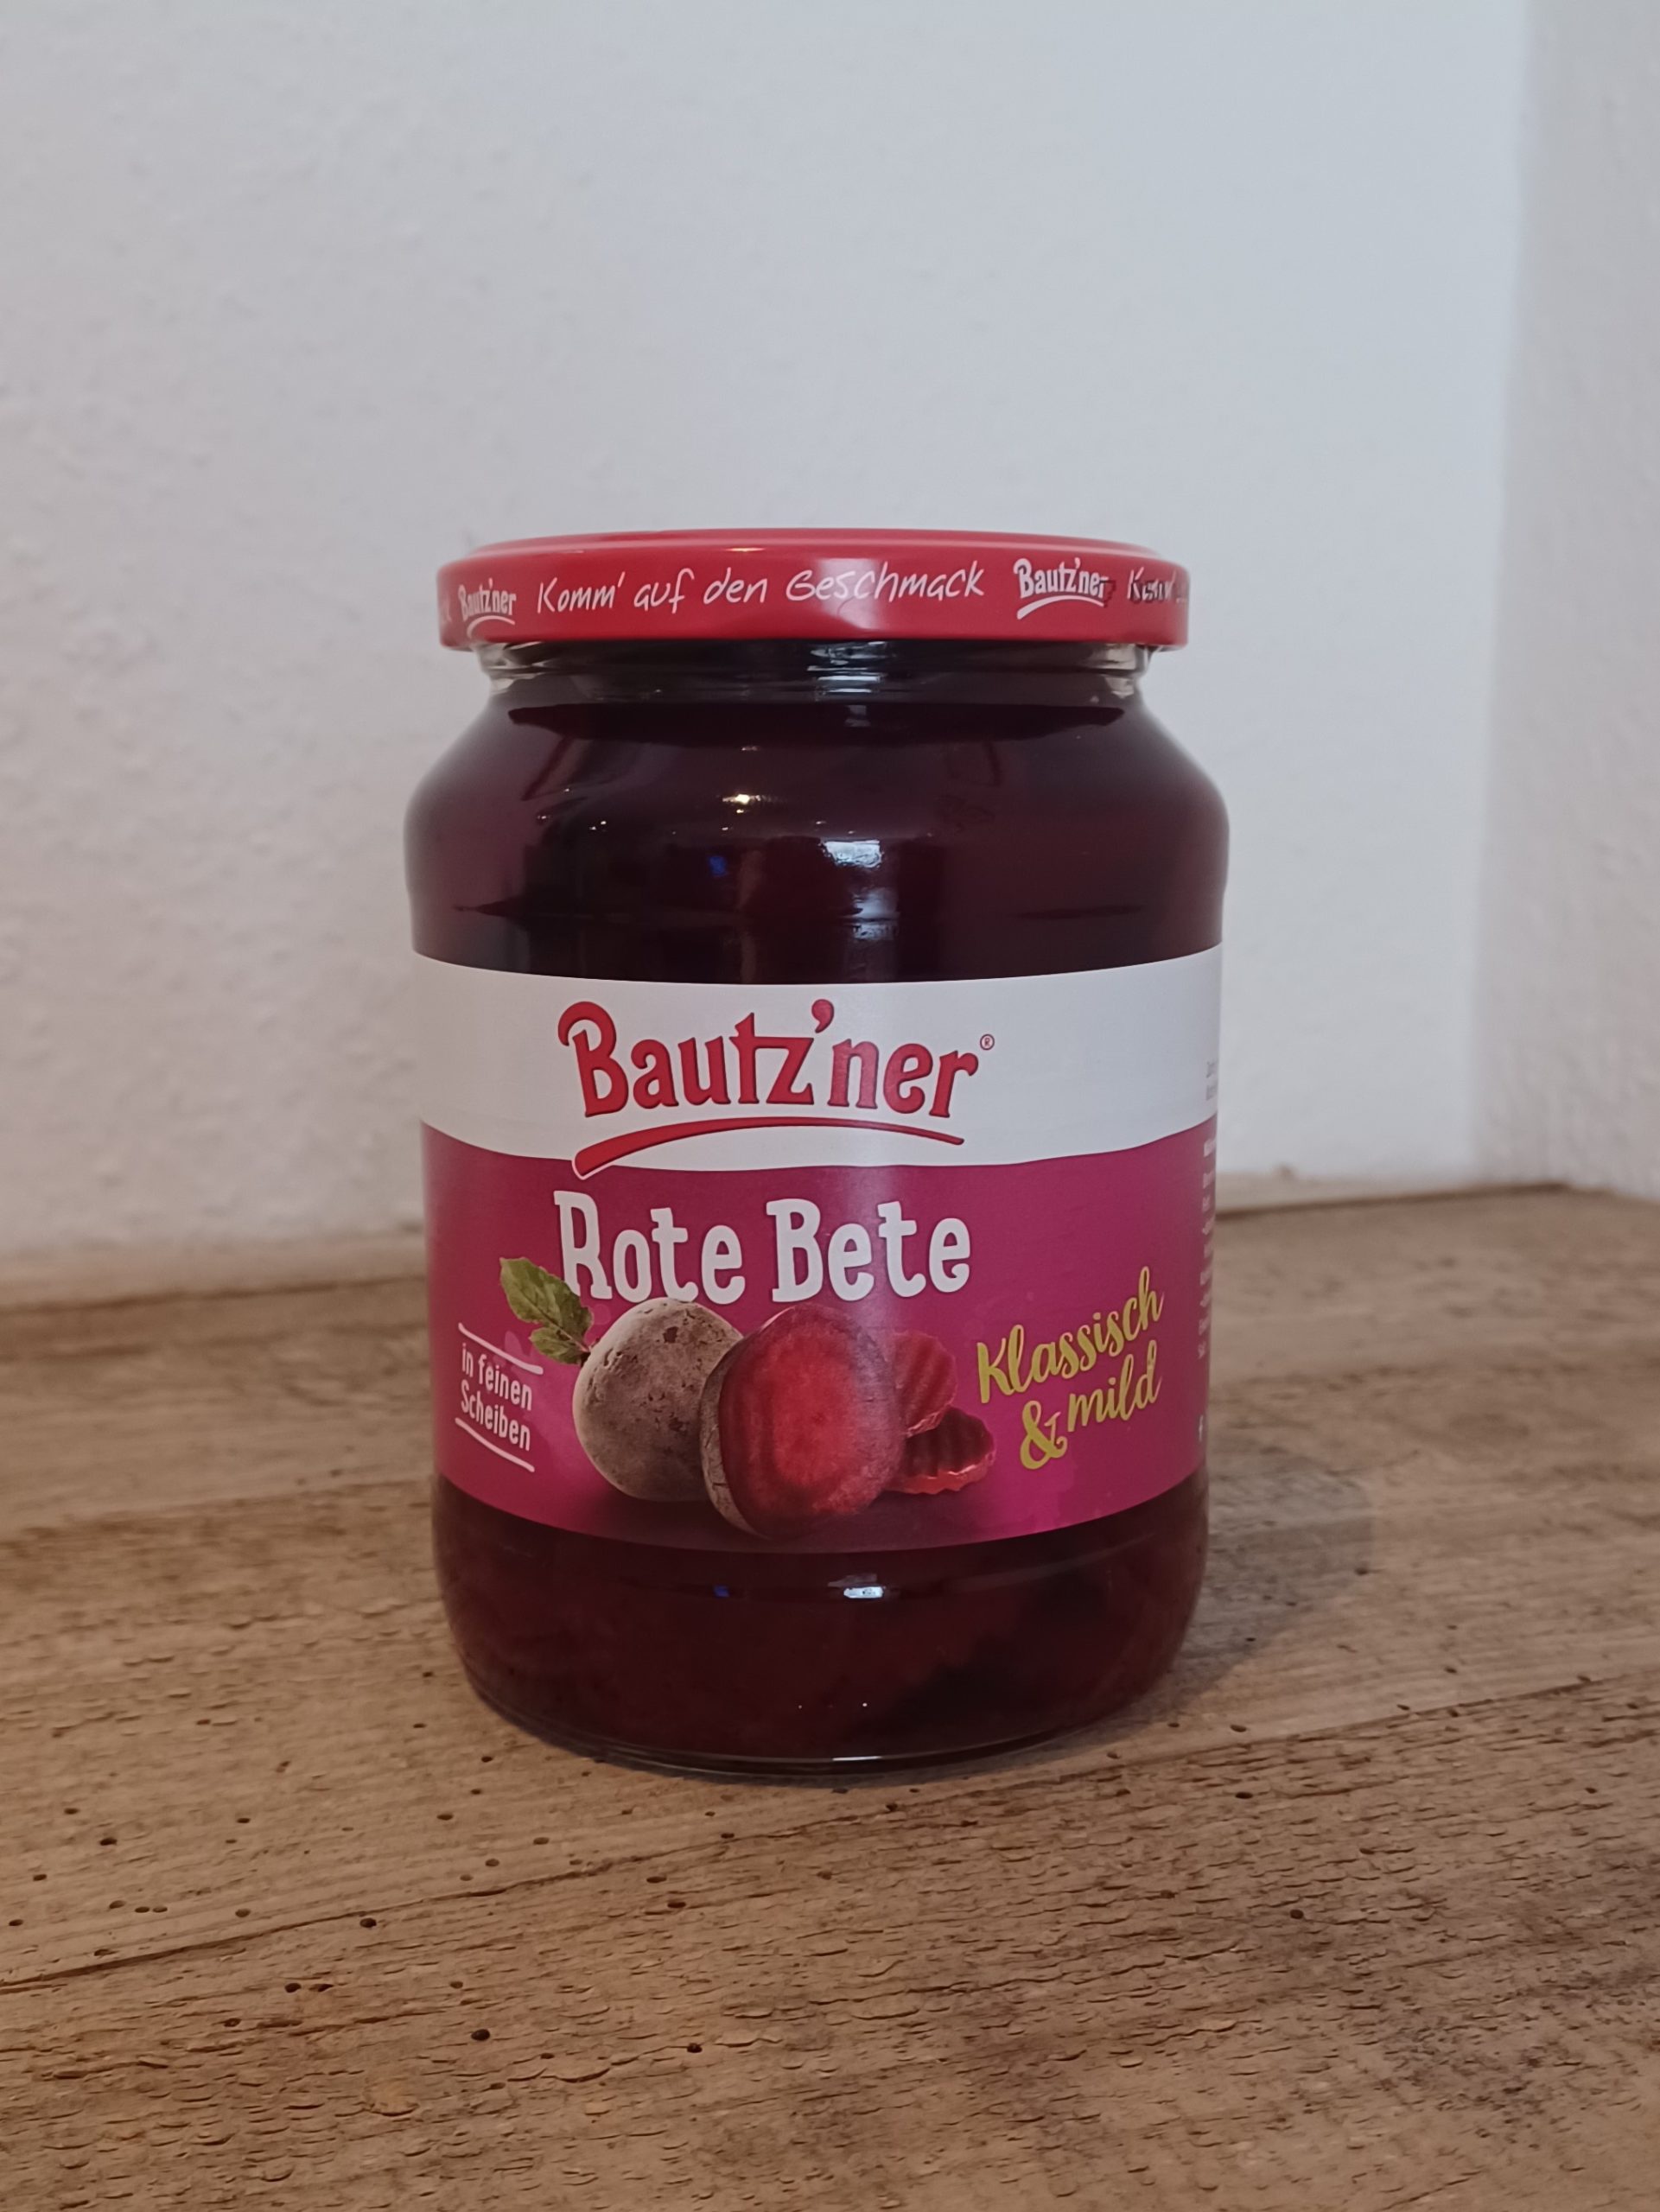 Bautz'ner Komm' auf den Geschmack Bautz'ner
Bautz'ner®
Rote Bete
in feinen
Scheiben
Klassisch
& mild